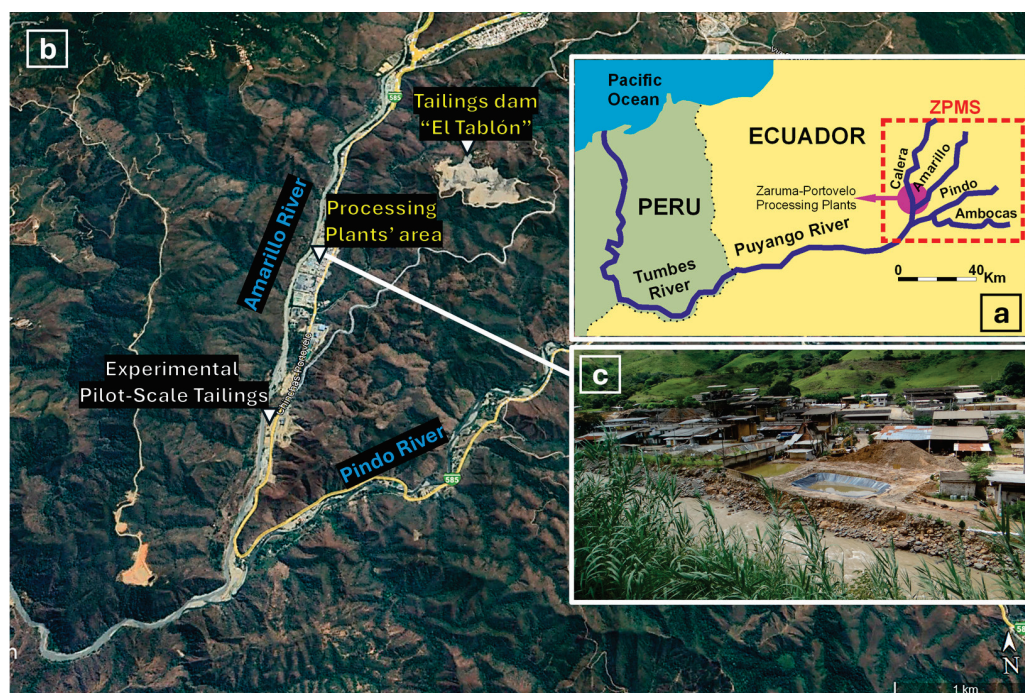 b
585
Tailings dam
“El Tablón”
Amarillo River
Processing
Plants’ area
Experimental
Pilot-Scale Tailings
Pindo River
585
Pacific
Ocean
ECUADOR
ZPMS
Calera
Amarillo
Pindo
Ambocas
Zaruma-Portovelo
Processing Plants
PERU
Puyango River
Tumbes
River
0 40
Km
a
c
N
1 km